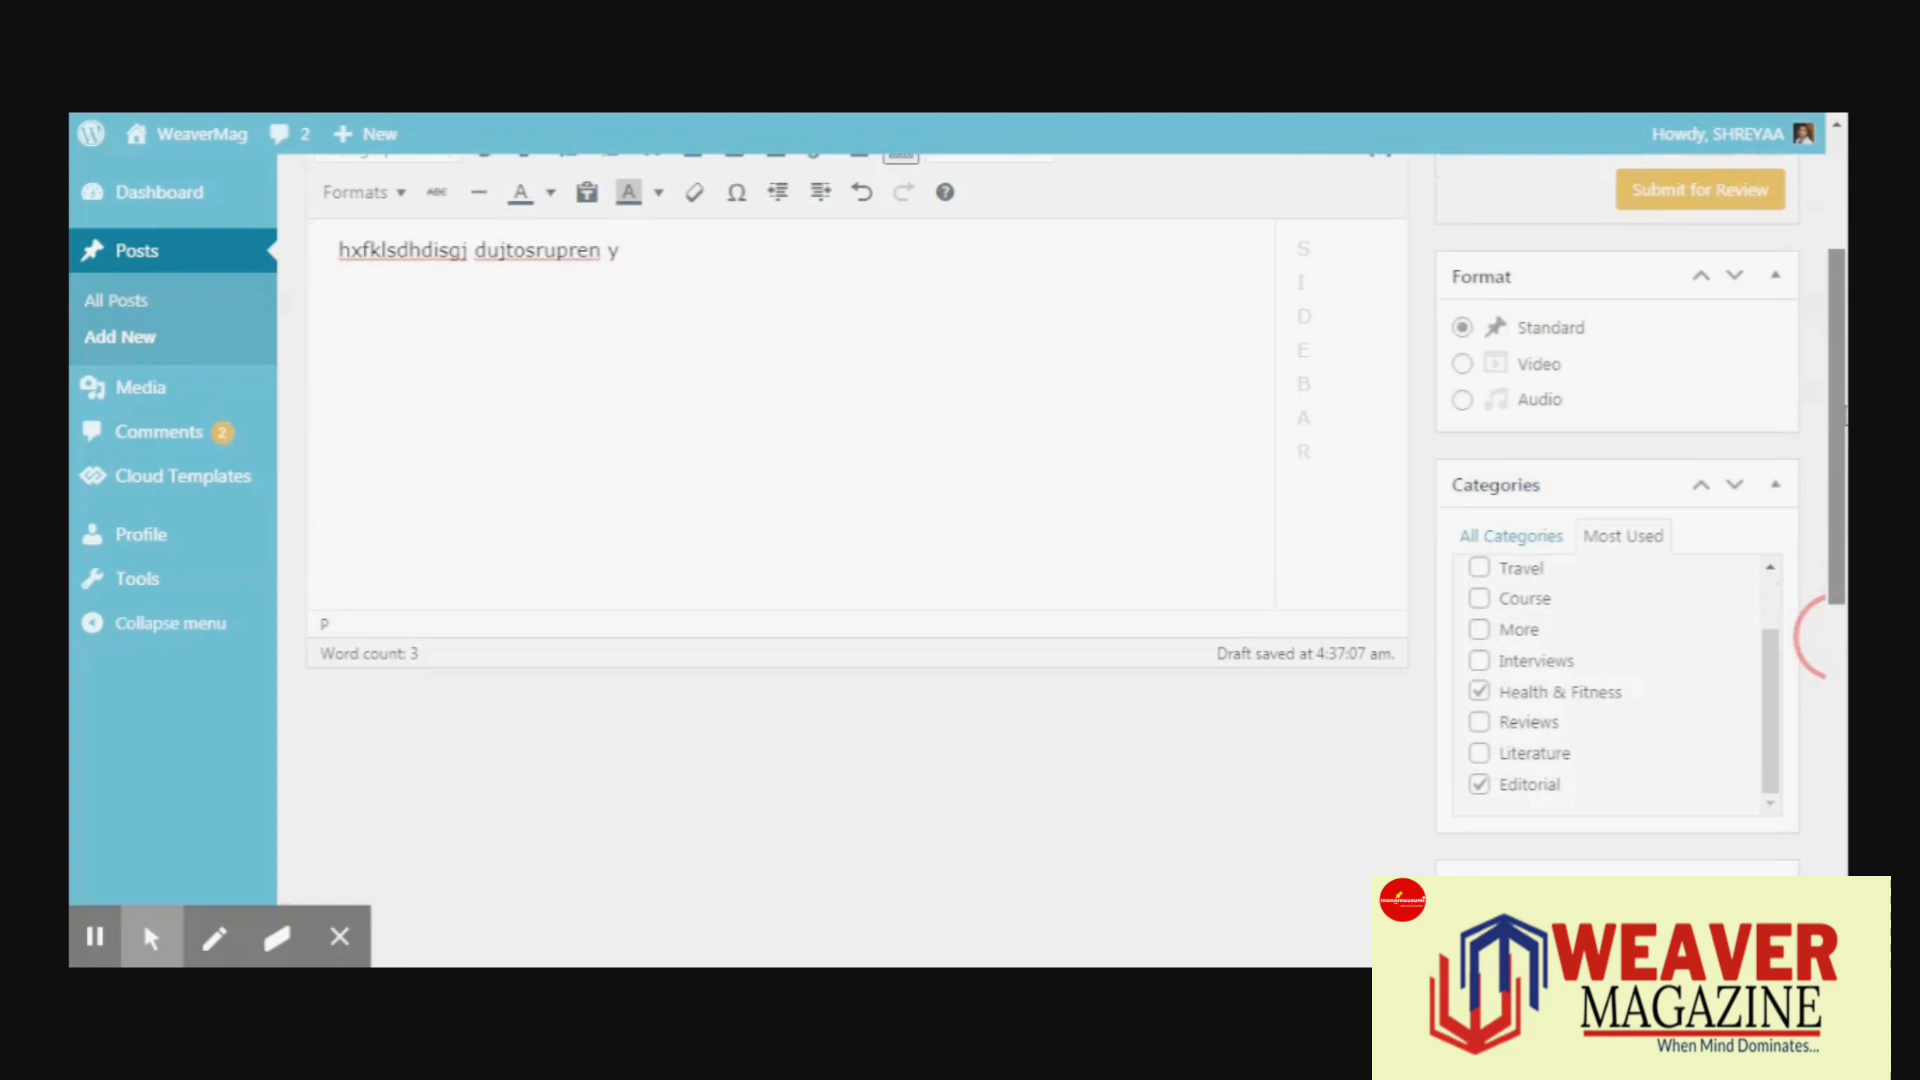 WeaverMag 2 New Howdy, SHREYAA
Dashboard
Posts
All Posts
Add New
Media
Comments 2
Cloud Templates
Profile
Tools
Collapse menu
Formats ABC A A Ω ?
hxfklsdhdisgj dujtosrupren y
S
I
D
E
B
A
R
P
Word count: 3 Draft saved at 4:37:07 am.
Submit for Review
Format
Standard
Video
Audio
Categories
All Categories Most Used
Travel
Course
More
Interviews
Health & Fitness
Reviews
Literature
Editorial
WEAVER
MAGAZINE
When Mind Dominates...